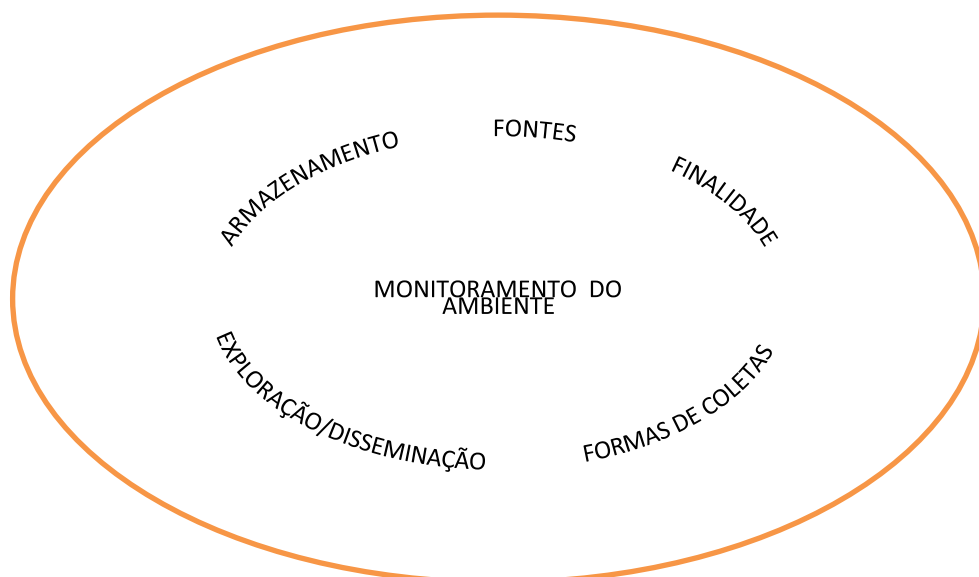 FONTES
ARMAZENAMENTO
FINALIDADE
MONITORAMENTO DO
AMBIENTE
EXPLORAÇÃO/DISSEMINAÇÃO
FORMAS DE COLETAS